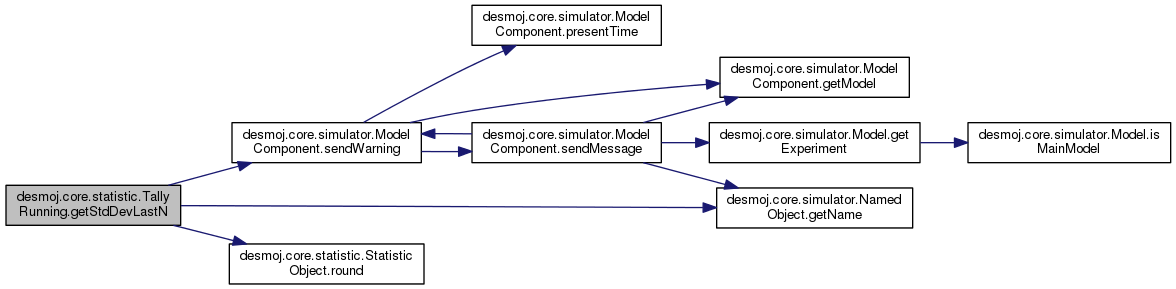 desmoj.core.simulator.Model
Component.presentTime
desmoj.core.simulator.Model
Component.getModel
desmoj.core.simulator.Model
Component.sendWarning
desmoj.core.simulator.Model
Component.sendMessage
desmoj.core.simulator.Model.get
Experiment
desmoj.core.simulator.Model.is
MainModel
desmoj.core.statistic.Tally
Running.getStdDevLastN
desmoj.core.simulator.Named
Object.getName
desmoj.core.statistic.Statistic
Object.round